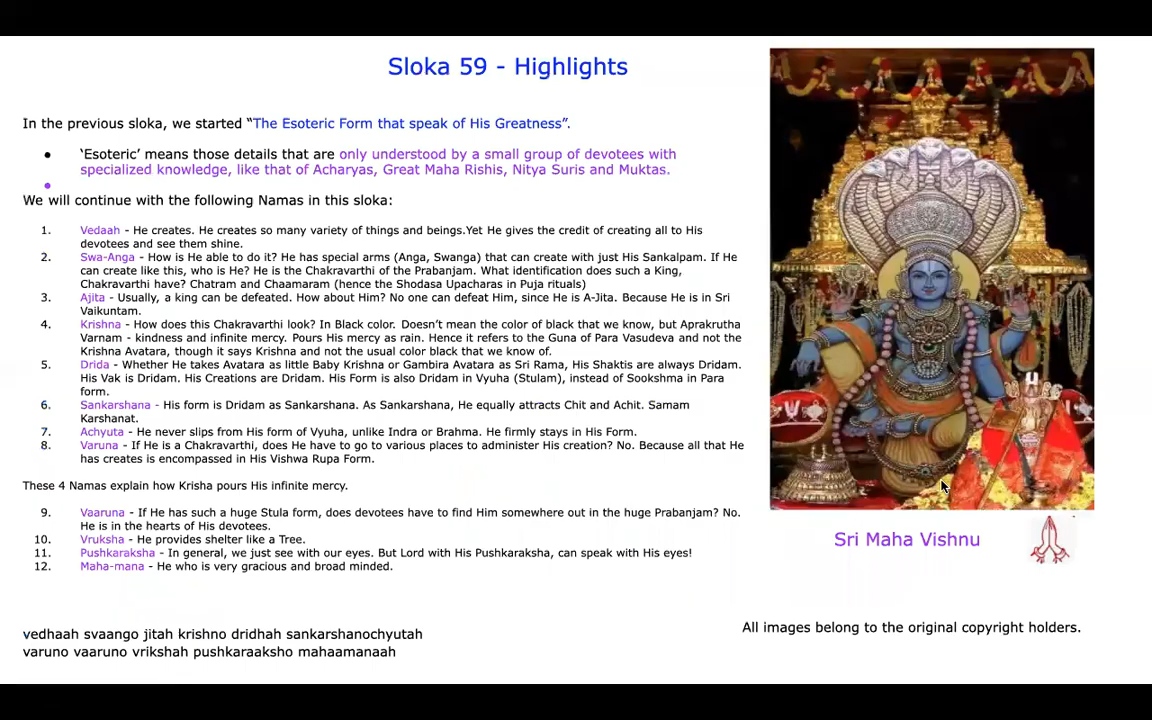 Sloka 59 - Highlights
In the previous sloka, we started “The Esoteric Form that speak of His Greatness”.
● ‘Esoteric’ means those details that are only understood by a small group of devotees with
specialized knowledge, like that of Acharyas, Great Maha Rishis, Nitya Suris and Muktas.
●
We will continue with the following Namas in this sloka:
1. Vedaah - He creates. He creates so many variety of things and beings.Yet He gives the credit of creating all to His
devotees and see them shine.
2. Swa-Anga - How is He able to do it? He has special arms (Anga, Swanga) that can create with just His Sankalpam. If He
can create like this, who is He? He is the Chakravarthi of the Prabanjam. What identification does such a King,
Chakravarthi have? Chatram and Chaamaram (hence the Shodasa Upacharas in Puja rituals)
3. Ajita - Usually, a king can be defeated. How about Him? No one can defeat Him, since He is A-Jita. Because He is in Sri
Vaikuntam.
4. Krishna - How does this Chakravarthi look? In Black color. Doesn’t mean the color of black that we know, but Aprakrutha
Varnam - kindness and infinite mercy. Pours His mercy as rain. Hence it refers to the Guna of Para Vasudeva and not the
Krishna Avatara, though it says Krishna and not the usual color black that we know of.
5. Drida - Whether He takes Avatara as little Baby Krishna or Gambira Avatara as Sri Rama, His Shaktis are always Dridam.
His Vak is Dridam. His Creations are Dridam. His Form is also Dridam in Vyuha (Stulam), instead of Sookshma in Para
form.
6. Sankarshana - His form is Dridam as Sankarshana. As Sankarshana, He equally attracts Chit and Achit. Samam
Karshanat.
7. Achyuta - He never slips from His form of Vyuha, unlike Indra or Brahma. He firmly stays in His Form.
8. Varuna - If He is a Chakravarthi, does He have to go to various places to administer His creation? No. Because all that He
has creates is encompassed in His Vishwa Rupa Form.
These 4 Namas explain how Krisha pours His infinite mercy.
9. Vaaruna - If He has such a huge Stula form, does devotees have to find Him somewhere out in the huge Prabanjam? No.
He is in the hearts of His devotees.
10. Vruksha - He provides shelter like a Tree.
11. Pushkaraksha - In general, we just see with our eyes. But Lord with His Pushkaraksha, can speak with His eyes!
12. Maha-mana - He who is very gracious and broad minded.
vedhaah svaango jitah krishno dridhah sankarshanochyutah
varuno vaaruno vrikshah pushkaraaksho mahaamanaah
Sri Maha Vishnu
All images belong to the original copyright holders.